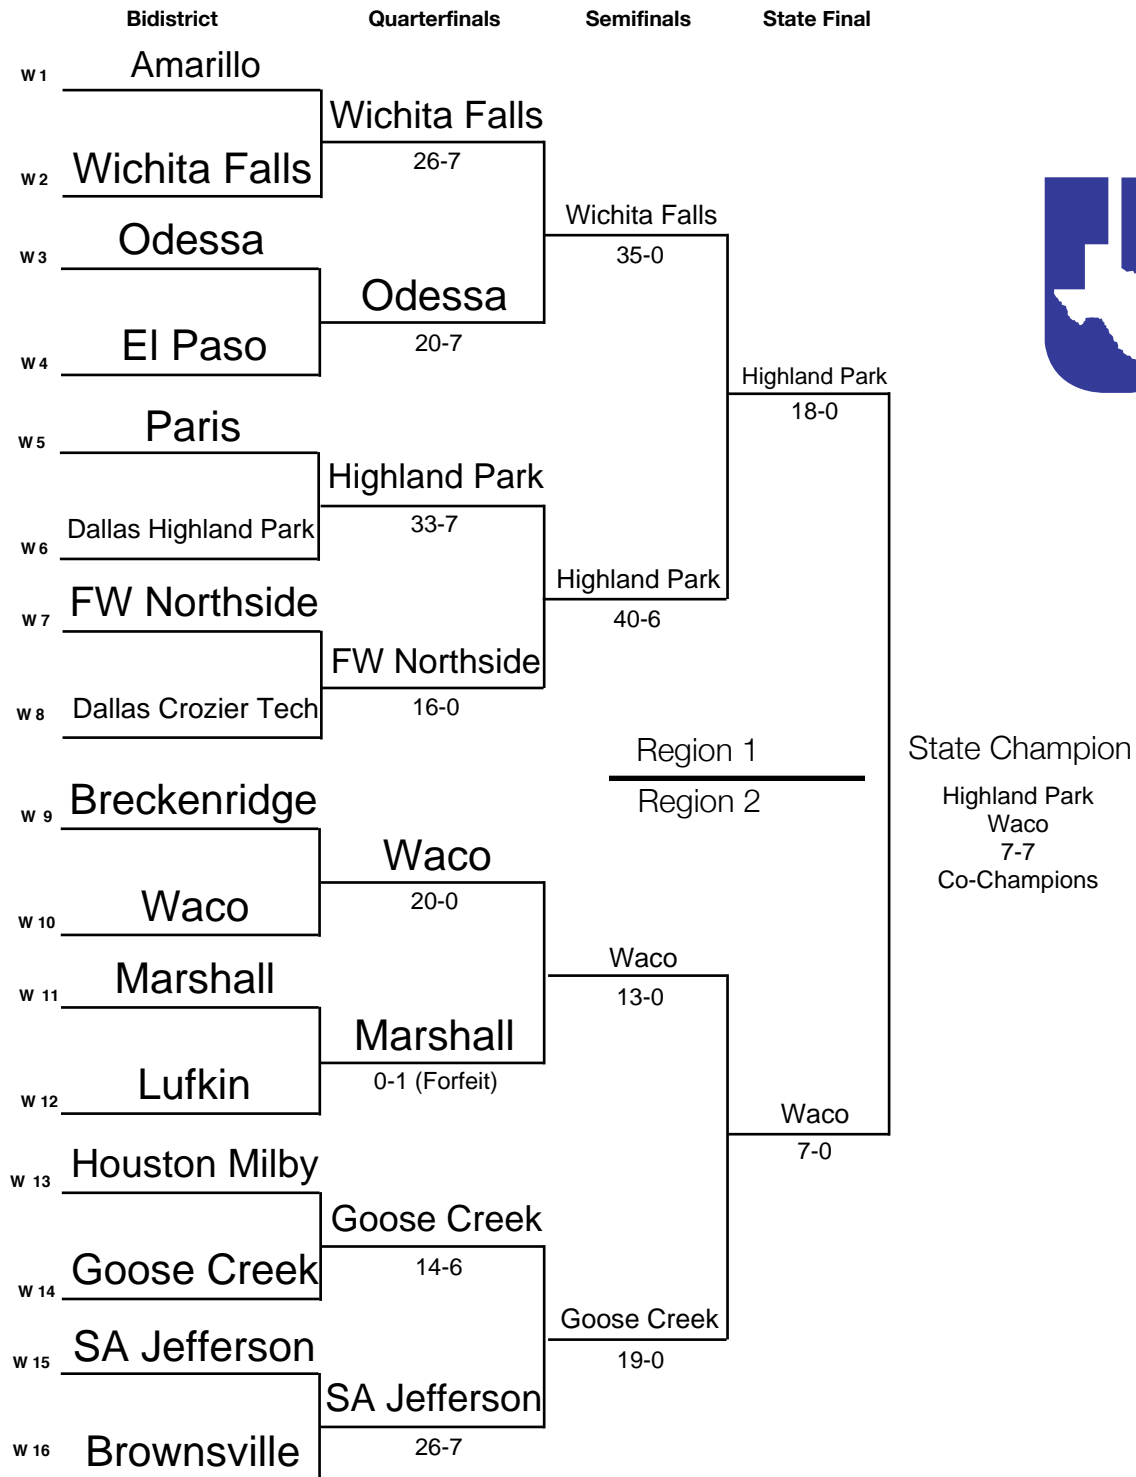 Bidistrict Quarterfinals Semifinals State Final
W 1 Amarillo
Wichita Falls
26-7
W 2 Wichita Falls
Wichita Falls
35-0
W 3 Odessa
Odessa
20-7
W 4 El Paso
Highland Park
18-0
W 5 Paris
Highland Park
33-7
W 6 Dallas Highland Park
Highland Park
40-6
W 7 FW Northside
FW Northside
16-0
W 8 Dallas Crozier Tech
Region 1
Region 2
State Champion
Highland Park
Waco
7-7
Co-Champions
W 9 Breckenridge
Waco
20-0
W 10 Waco
Waco
13-0
W 11 Marshall
Marshall
0-1 (Forfeit)
W 12 Lufkin
Waco
7-0
W 13 Houston Milby
Goose Creek
14-6
W 14 Goose Creek
Goose Creek
19-0
W 15 SA Jefferson
SA Jefferson
26-7
W 16 Brownsville